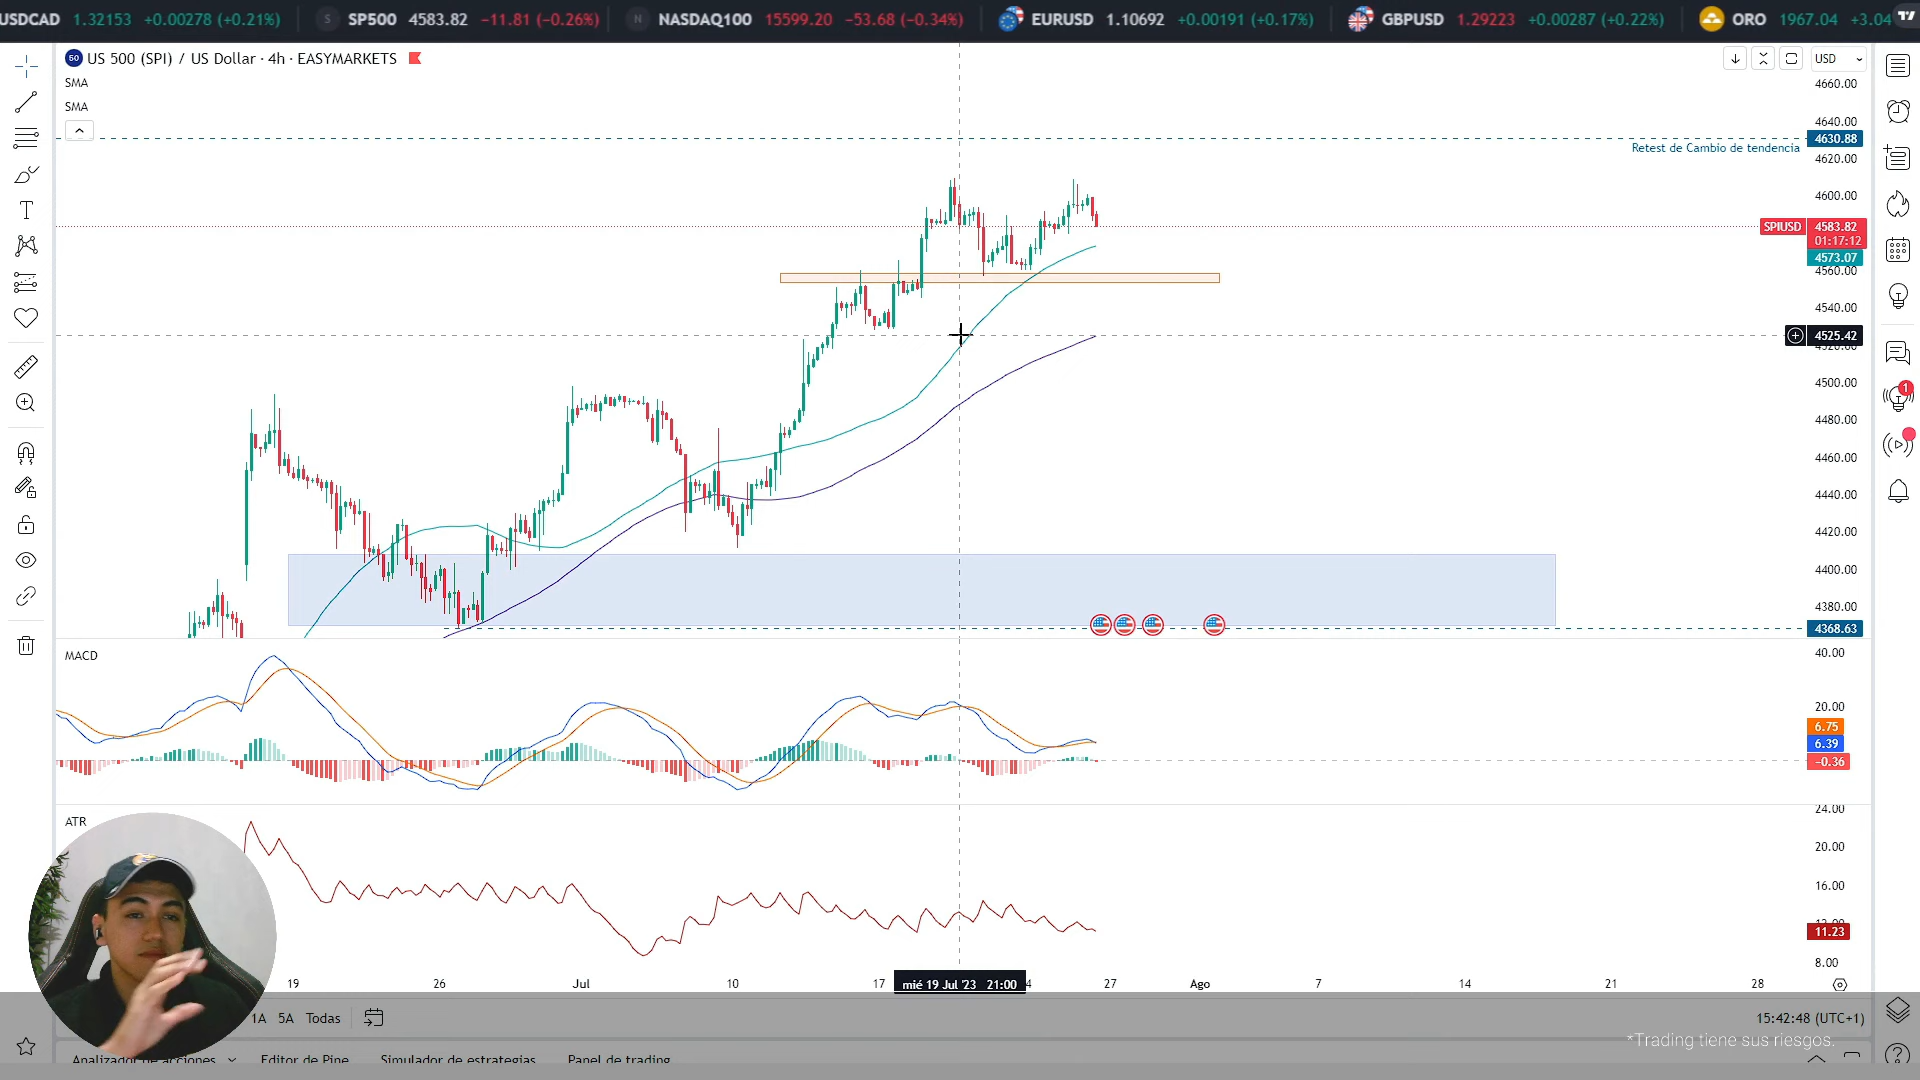 USDCAD 1.32153 +0.00278 (+0.21%) S SP500 4583.82 −11.81 (−0.26%) N NASDAQ100 15599.20 −53.68 (−0.34%) EURUSD 1.10692 +0.00191 (+0.17%) GBPUSD 1.29223 +0.00287 (+0.22%) ORO 1967.04 +3.04
50 US 500 (SPI) / US Dollar · 4h · EASYMARKETS
USD
SMA
SMA
4660.00
4640.00
4630.88
Retest de Cambio de tendencia
4620.00
4600.00
SPIUSD 4583.82
01:17:12
4573.07
4560.00
4540.00
4525.42
4500.00
4480.00
4460.00
4440.00
4420.00
4400.00
4380.00
4368.63
1
MACD
40.00
20.00
6.75
6.39
−0.36
ATR
24.00
20.00
16.00
11.23
8.00
19 26 Jul 10 17 mié 19 Jul '23 21:00 4 27 Ago 7 14 21 28
1A 5A Todas
15:42:48 (UTC+1)
*Trading tiene sus riesgos.
Analizador de acciones Editor de Pine Simulador de estrategias Panel de trading